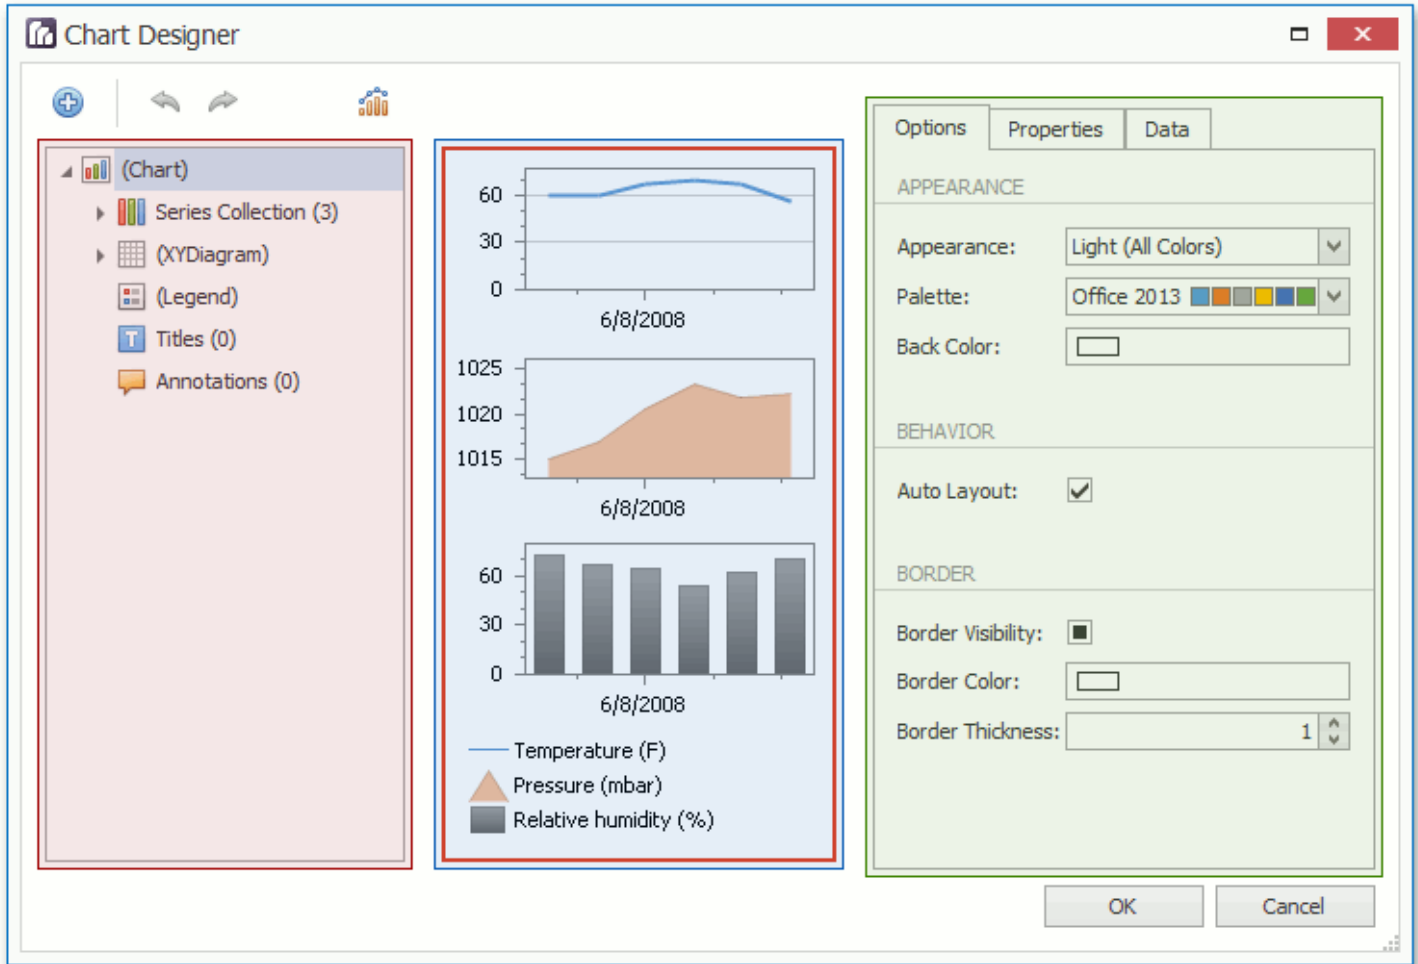 Chart Designer
(Chart)
Series Collection (3)
(XYDiagram)
(Legend)
Titles (0)
Annotations (0)
60
30
0
6/8/2008
1025
1020
1015
6/8/2008
60
30
0
6/8/2008
Temperature (F)
Pressure (mbar)
Relative humidity (%)
Options Properties Data
APPEARANCE
Appearance: Light (All Colors)
Palette: Office 2013
Back Color:
BEHAVIOR
Auto Layout:
BORDER
Border Visibility:
Border Color:
Border Thickness: 1
OK Cancel